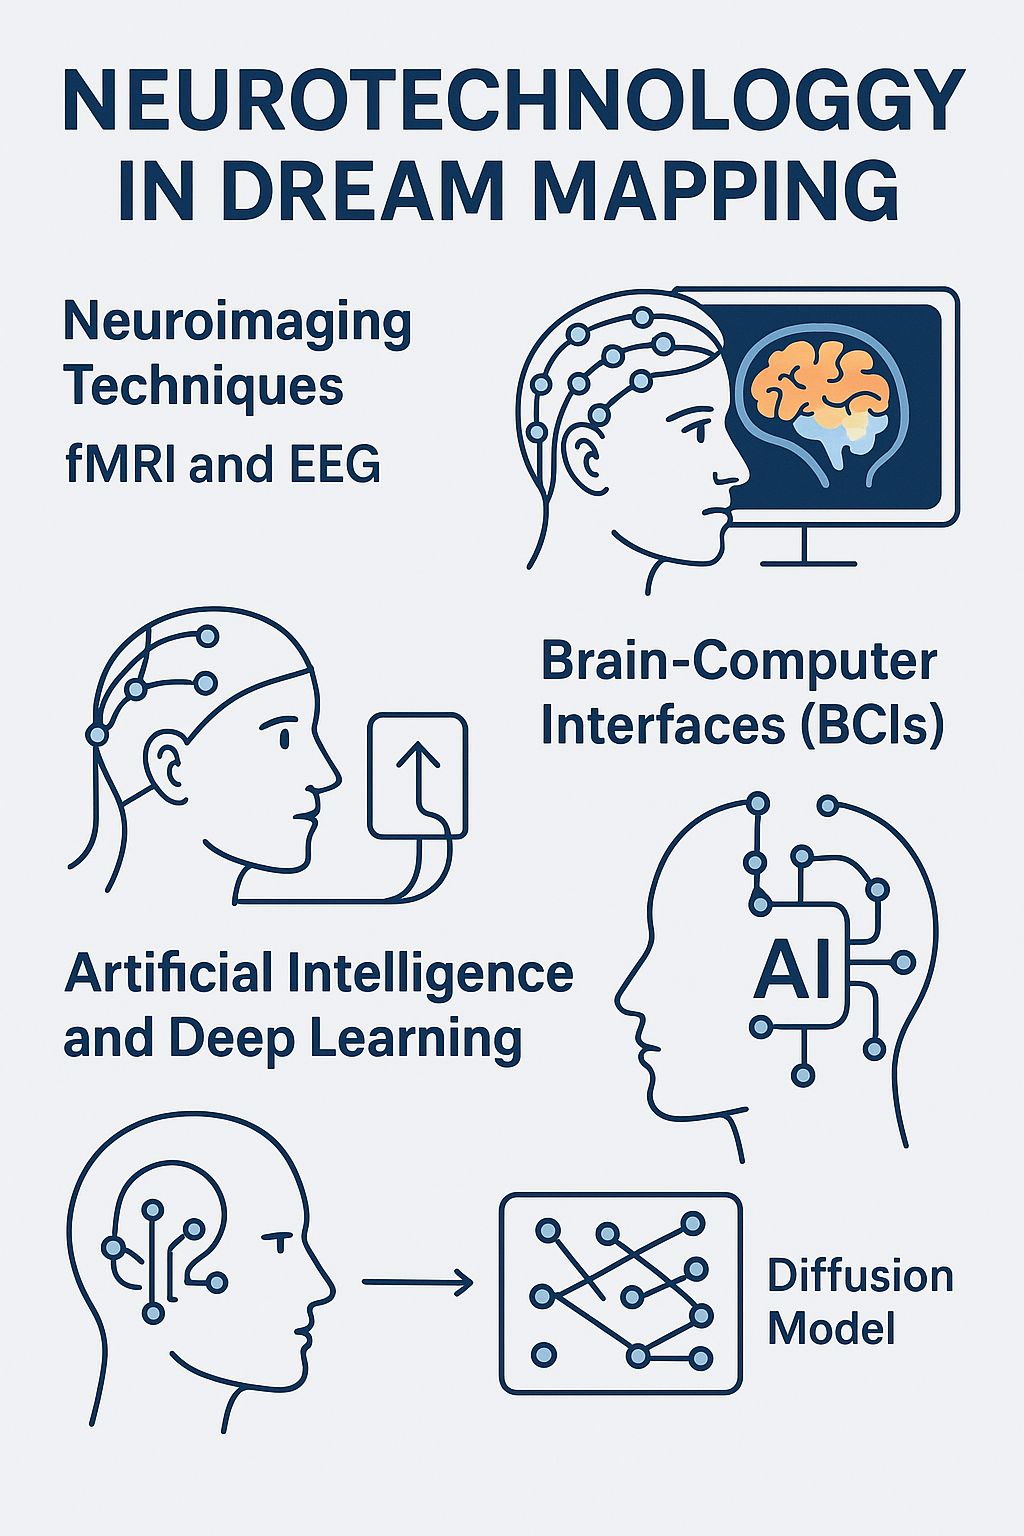 NEUROTECHNOLOGGY
IN DREAM MAPPING
Neuroimaging
Techniques
fMRI and EEG
Brain-Computer
Interfaces (BCIs)
AI
Artificial Intelligence
and Deep Learning
Diffusion
Model